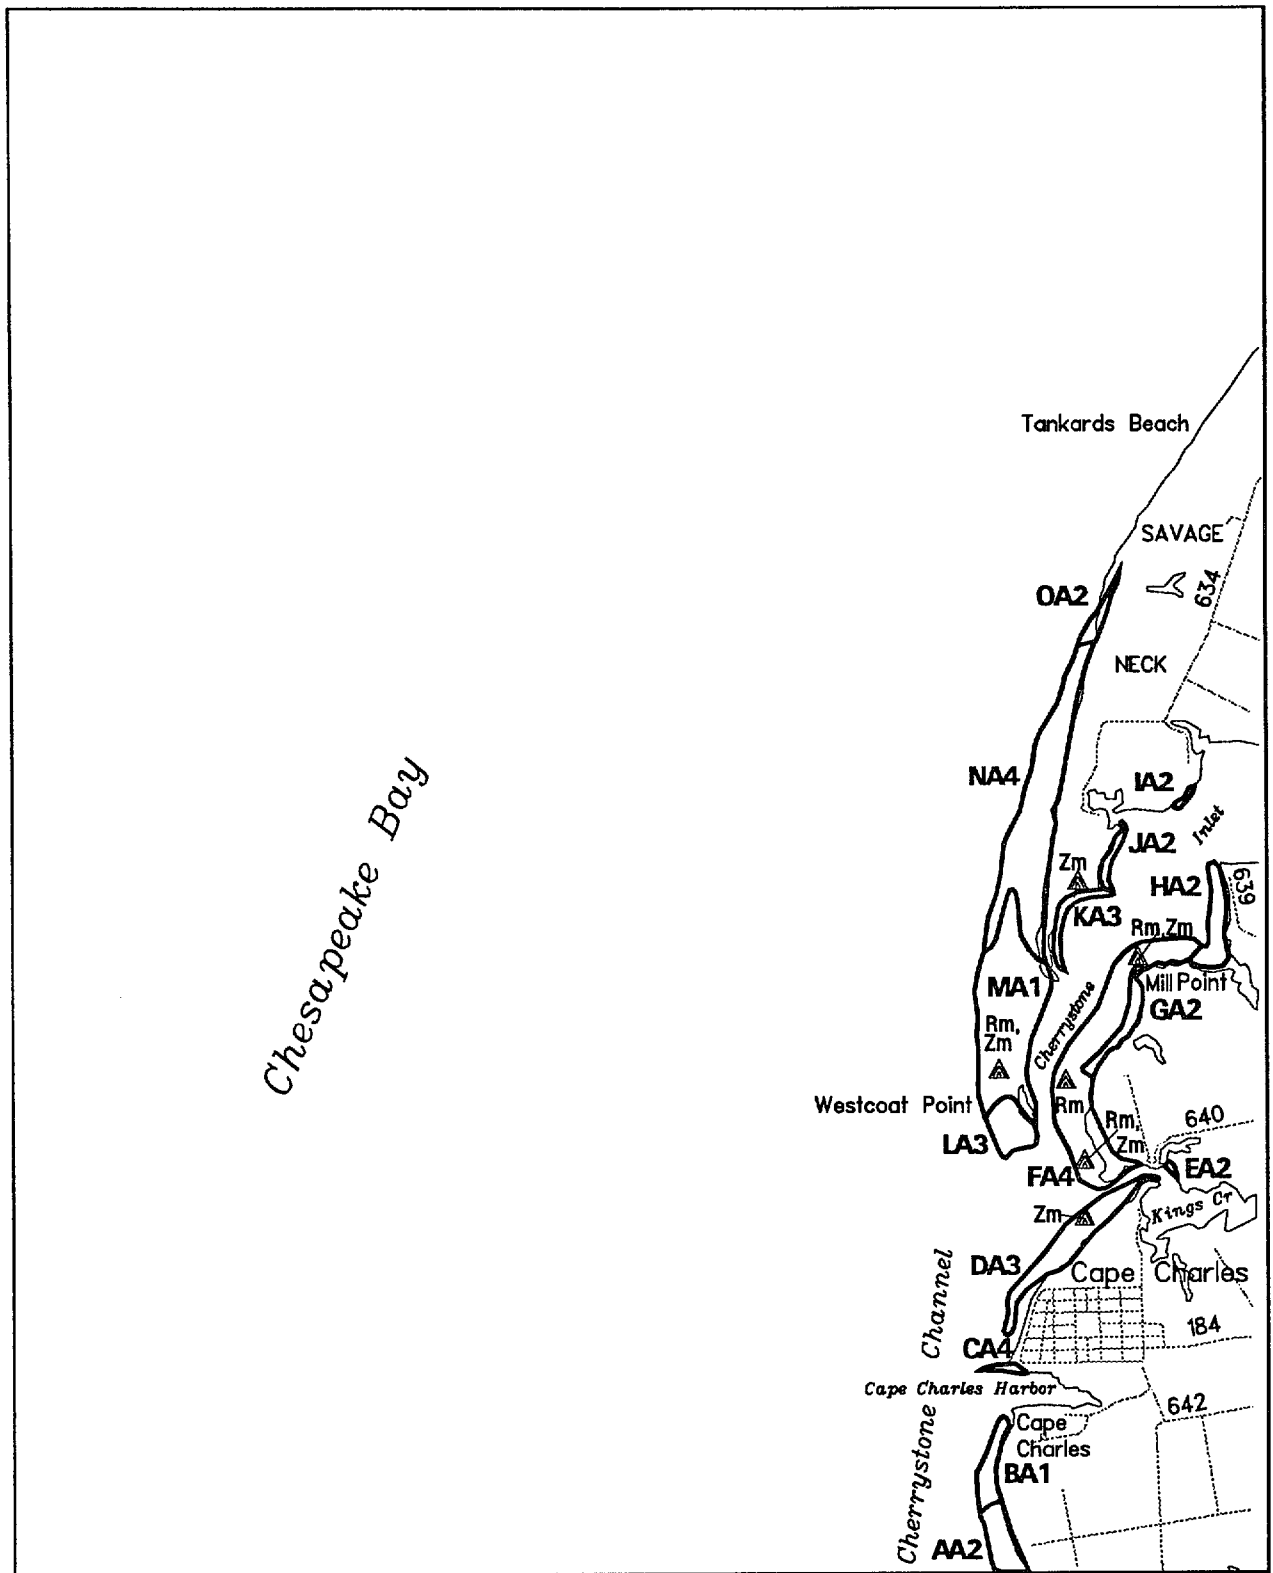 Tankards Beach
SAVAGE
634
OA2
NECK
NA4
IA2
Inlet
JA2
Zm
HA2
639
KA3
Rm,Zm
Chesapeake Bay
MA1
Mill Point
GA2
Cherrystone
Rm,
Zm
Westcoat Point
Rm
Rm,
Zm
640
LA3
FA4
EA2
Kings Cr
Zm
DA3
Cape Charles
184
CA4
Cape Charles Harbor
Cherrystone Channel
642
Cape
Charles
BA1
AA2